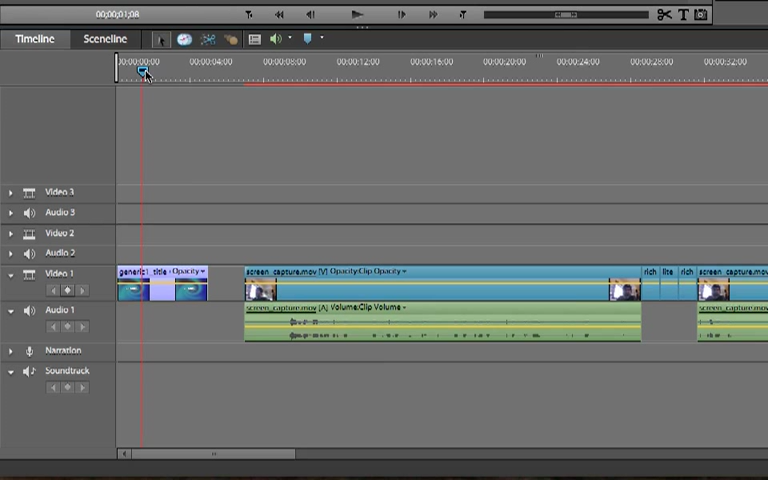 00;00;01;08
T
Timeline Sceneline
00:00:00:00 00:00:04:00 00:00:08:00 00:00:12:00 00:00:16:00 00:00:20:00 00:00:24:00 00:00:28:00 00:00:32:00
Video 3
Audio 3
Video 2
Audio 2
Video 1 generic1_title Opacity screen_capture.mov [V] Opacity:Clip Opacity rich lite rich screen_capture.mov
Audio 1 screen_capture.mov [A] Volume:Clip Volume screen_capture.mov
Narration
Soundtrack